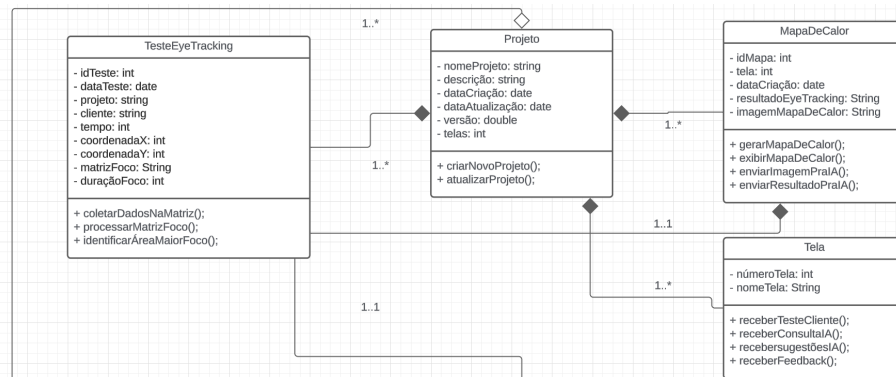 1..*
TesteEyeTracking
- idTeste: int
- dataTeste: date
- projeto: string
- cliente: string
- tempo: int
- coordenadaX: int
- coordenadaY: int
- matrizFoco: String
- duraçãoFoco: int
+ coletarDadosNaMatriz();
+ processarMatrizFoco();
+ identificarÁreaMaiorFoco();
1..*
Projeto
- nomeProjeto: string
- descrição: string
- dataCriação: date
- dataAtualização: date
- versão: double
- telas: int
+ criarNovoProjeto();
+ atualizarProjeto();
1..*
MapaDeCalor
- idMapa: int
- tela: int
- dataCriação: date
- resultadoEyeTracking: String
- imagemMapaDeCalor: String
+ gerarMapaDeCalor();
+ exibirMapaDeCalor();
+ enviarImagemPraIA();
+ enviarResultadoPraIA();
1..1
1..*
1..1
Tela
- númeroTela: int
- nomeTela: String
+ receberTesteCliente();
+ receberConsultaIA();
+ recebersugestõesIA();
+ receberFeedback();